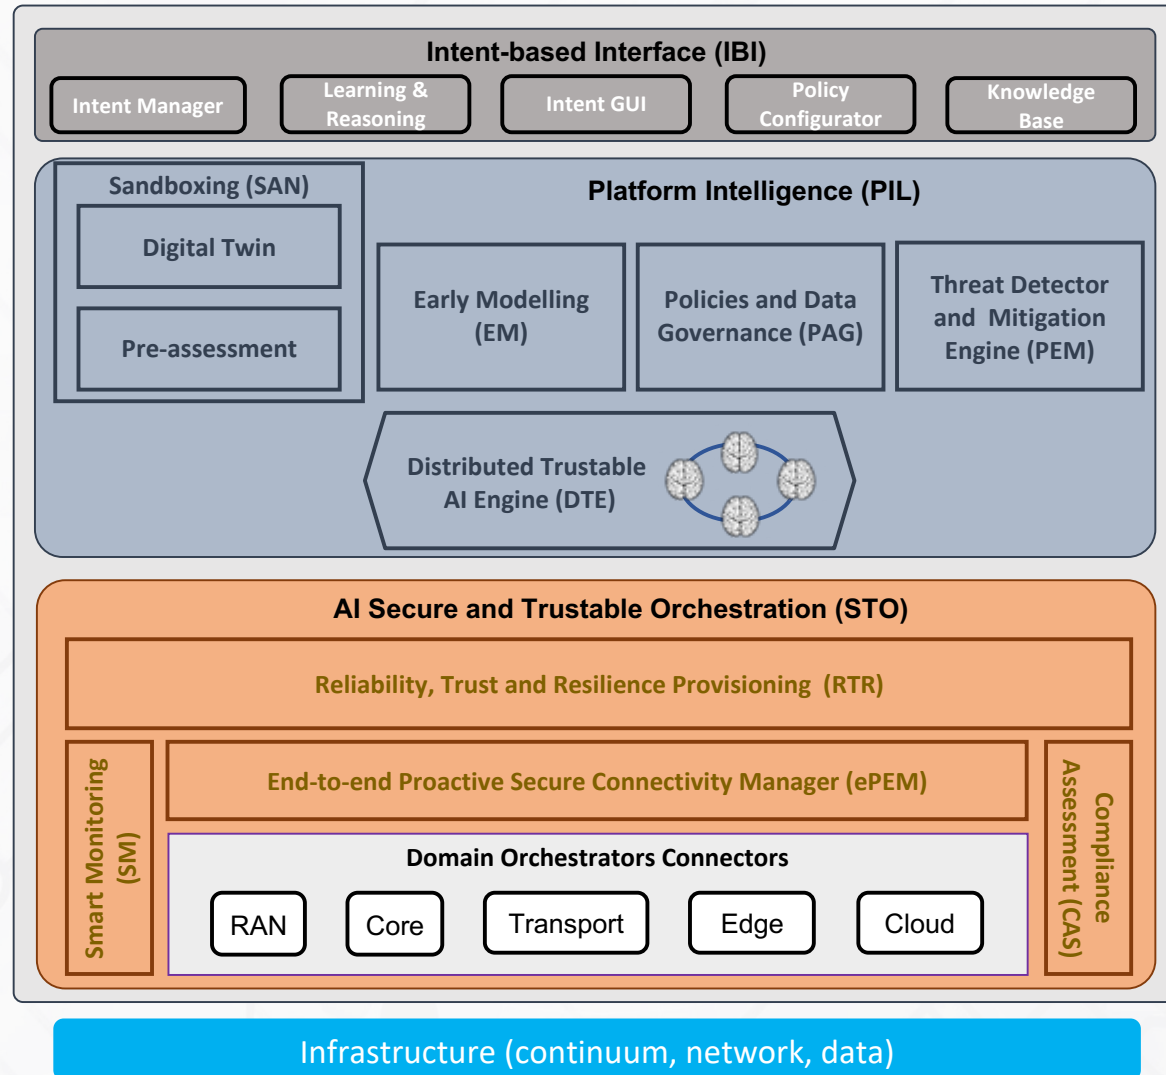 Intent-based Interface (IBI)
Intent Manager
Learning &
Reasoning
Intent GUI
Policy
Configurator
Knowledge
Base
Sandboxing (SAN)
Digital Twin
Pre-assessment
Platform Intelligence (PIL)
Early Modelling
(EM)
Policies and Data
Governance (PAG)
Threat Detector
and Mitigation
Engine (PEM)
Distributed Trustable
AI Engine (DTE)
AI Secure and Trustable Orchestration (STO)
Reliability, Trust and Resilience Provisioning (RTR)
Smart Monitoring
(SM)
End-to-end Proactive Secure Connectivity Manager (ePEM)
Domain Orchestrators Connectors
RAN
Core
Transport
Edge
Cloud
Compliance
Assessment (CAS)
Infrastructure (continuum, network, data)